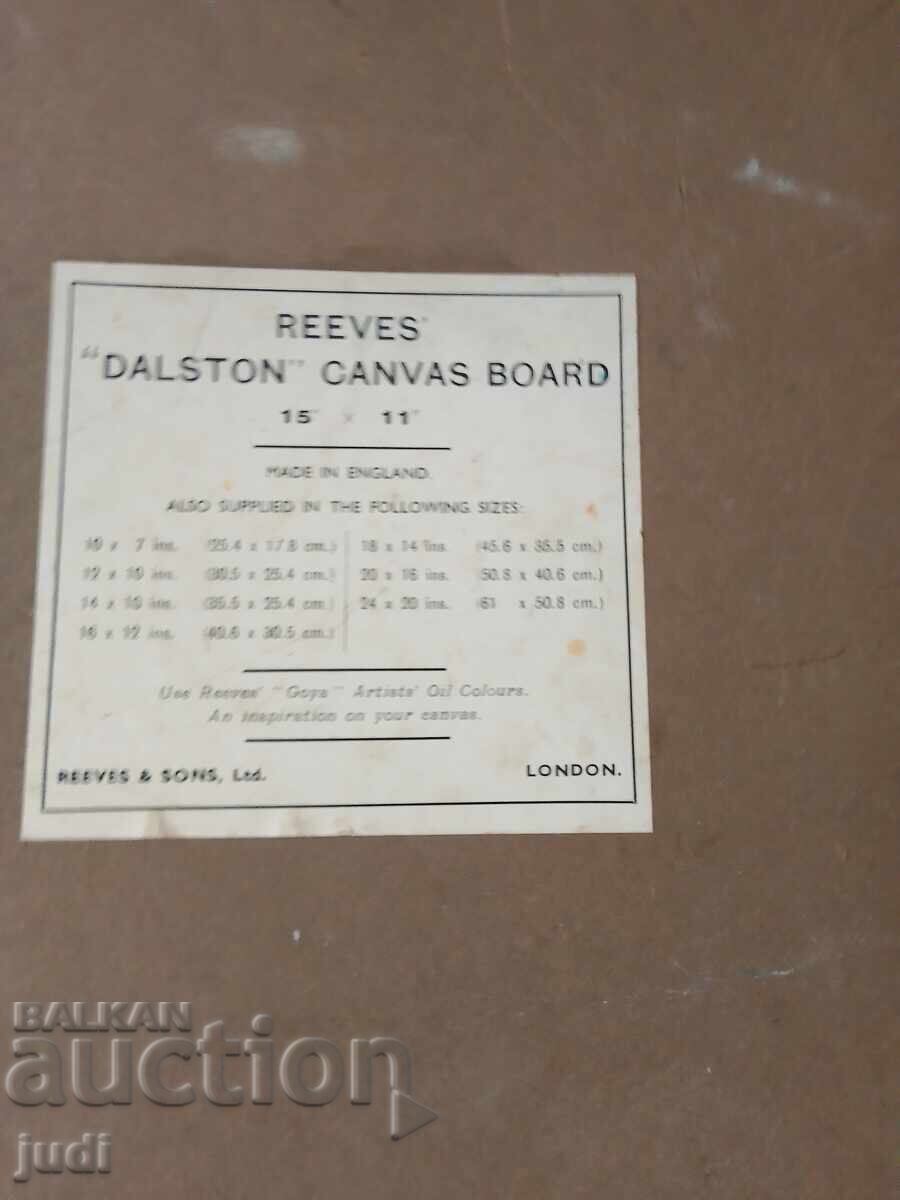 REEVES'
"DALSTON" CANVAS BOARD
15" x 11"
MADE IN ENGLAND.
ALSO SUPPLIED IN THE FOLLOWING SIZES:
10 x 7 ins. (25.4 x 17.8 cm.)
12 x 10 ins. (30.5 x 25.4 cm.)
14 x 10 ins. (35.5 x 25.4 cm.)
16 x 12 ins. (40.6 x 30.5 cm.)
18 x 14 ins. (45.6 x 35.5 cm.)
20 x 16 ins. (50.8 x 40.6 cm.)
24 x 20 ins. (61 x 50.8 cm.)
Use Reeves' "Goya" Artists' Oil Colours.
An inspiration on your canvas.
REEVES & SONS, Ltd. LONDON.
BALKAN
auction
judi